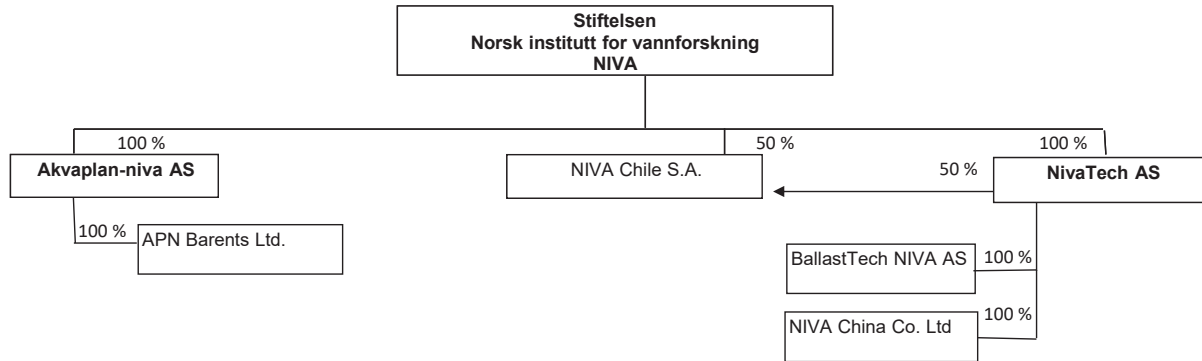 Stiftelsen
Norsk institutt for vannforskning
NIVA
100 %
50 %
100 %
Akvaplan-niva AS
NIVA Chile S.A.
50 %
NivaTech AS
100 %
APN Barents Ltd.
BallastTech NIVA AS
100 %
NIVA China Co. Ltd
100 %